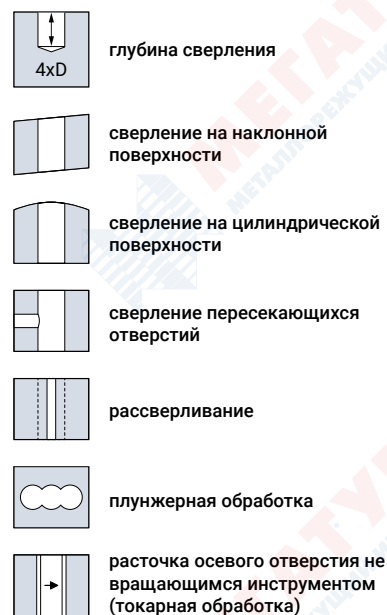 4xD
глубина сверления
сверление на наклонной
поверхности
сверление на цилиндрической
поверхности
сверление пересекающихся
отверстий
рассверливание
плунжерная обработка
расточка осевого отверстия не
вращающимся инструментом
(токарная обработка)